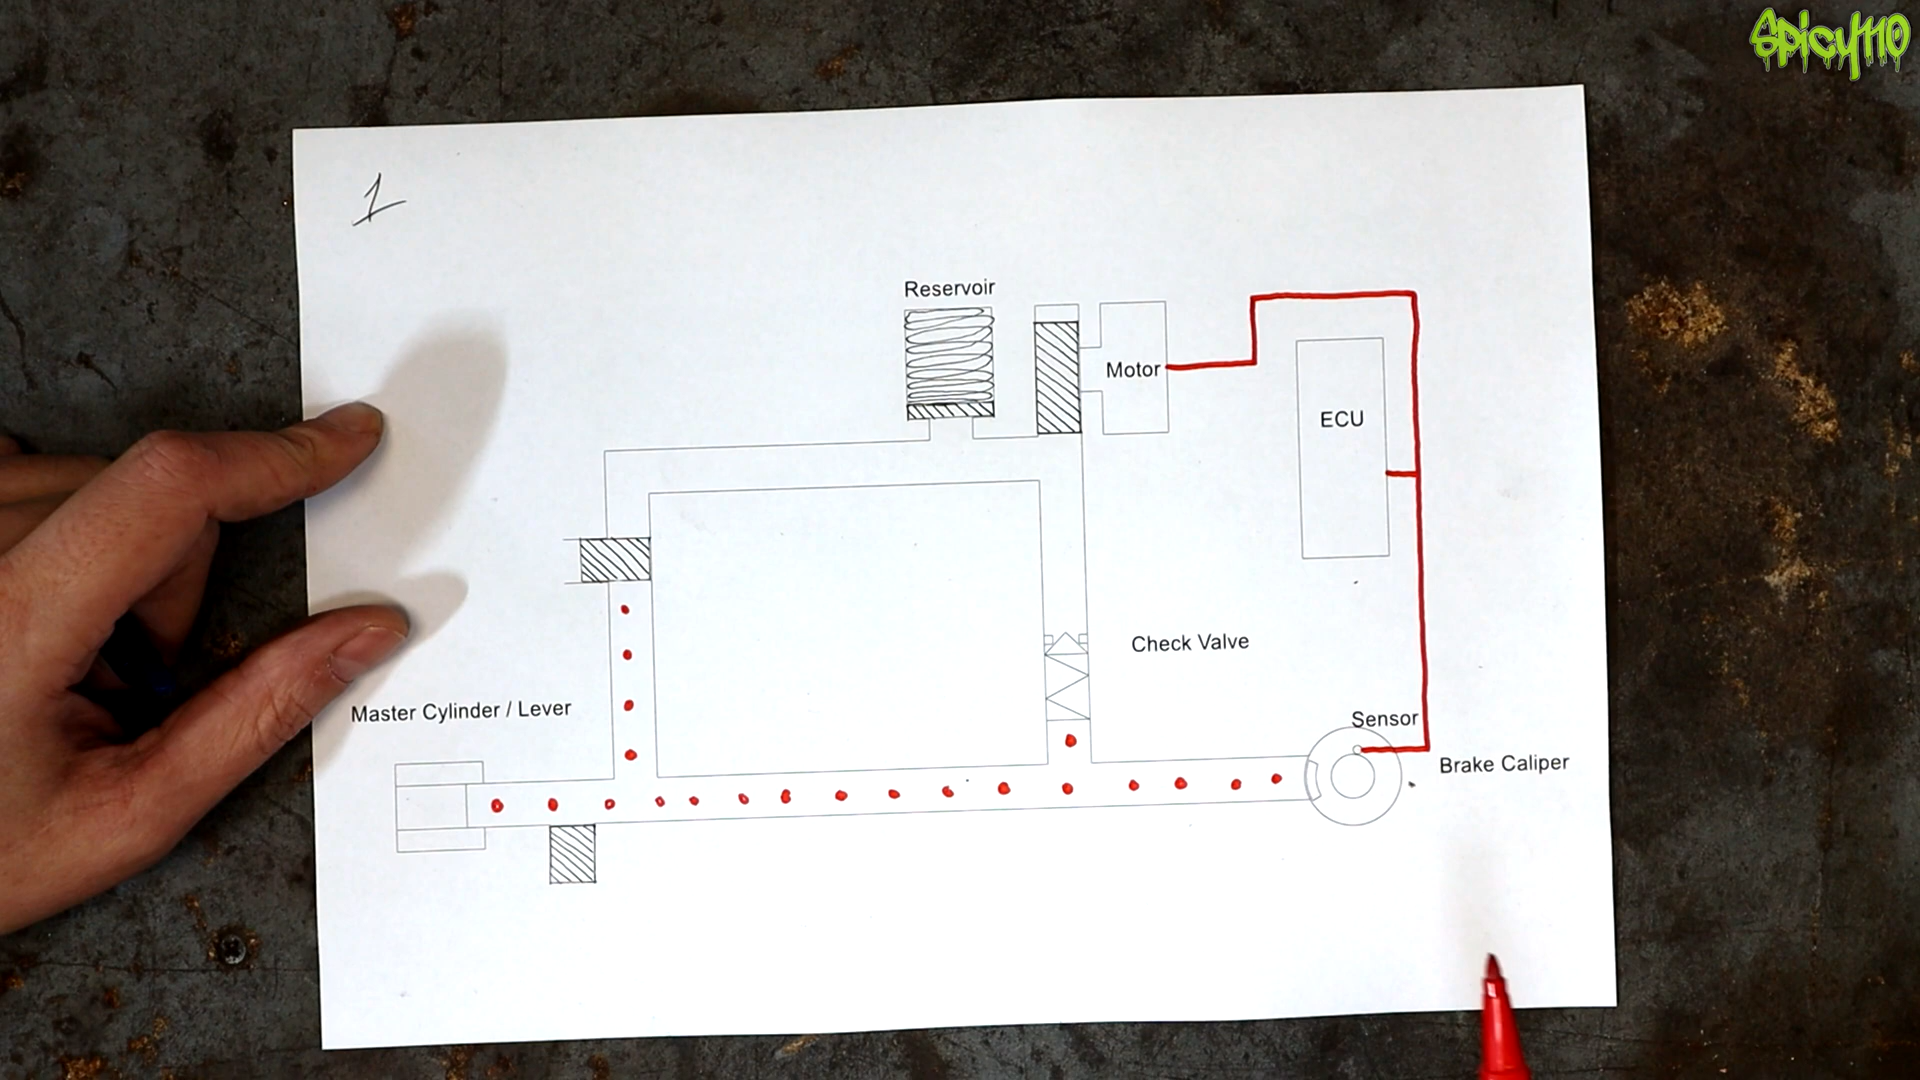 Spicy110
1
Reservoir
Motor
ECU
Check Valve
Master Cylinder / Lever
Sensor
Brake Caliper